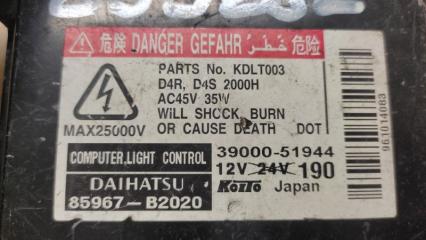 危険 DANGER GEFAHR خطر 危险
PARTS No. KDLT003
D4R, D4S 2000H
AC45V 35W
WILL SHOCK, BURN
OR CAUSE DEATH DOT
MAX25000V
COMPUTER,LIGHT CONTROL
39000-51944
12V 24V 190
DAIHATSU
KOITO Japan
85967-B2020
961014083